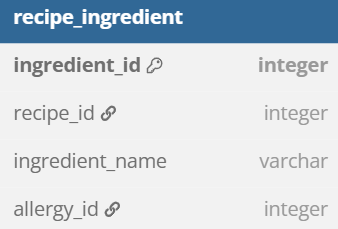 recipe_ingredient
ingredient_id integer
recipe_id integer
ingredient_name varchar
allergy_id integer